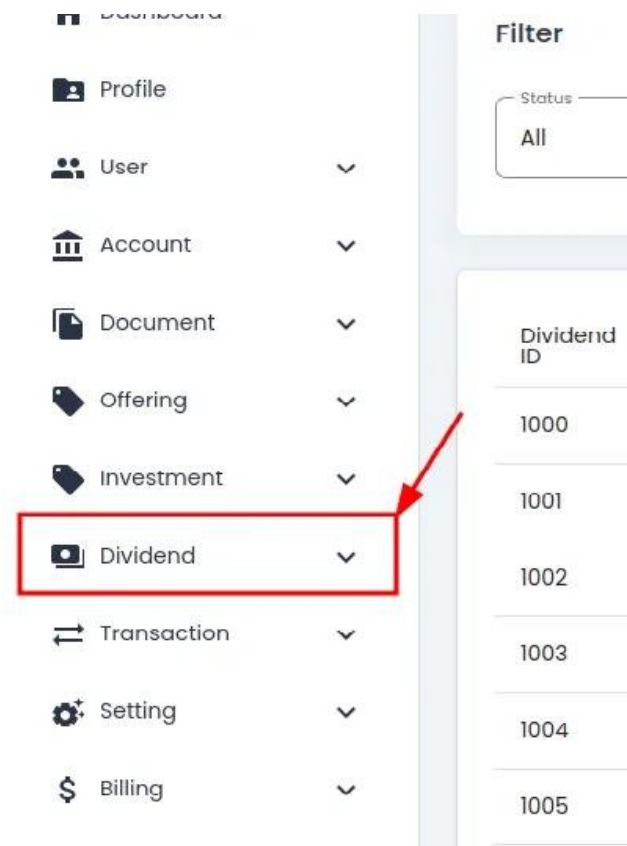 Dashboard
Profile
User
Account
Document
Offering
Investment
Dividend
Transaction
Setting
Billing
Filter
Status
All
Dividend
ID
1000
1001
1002
1003
1004
1005